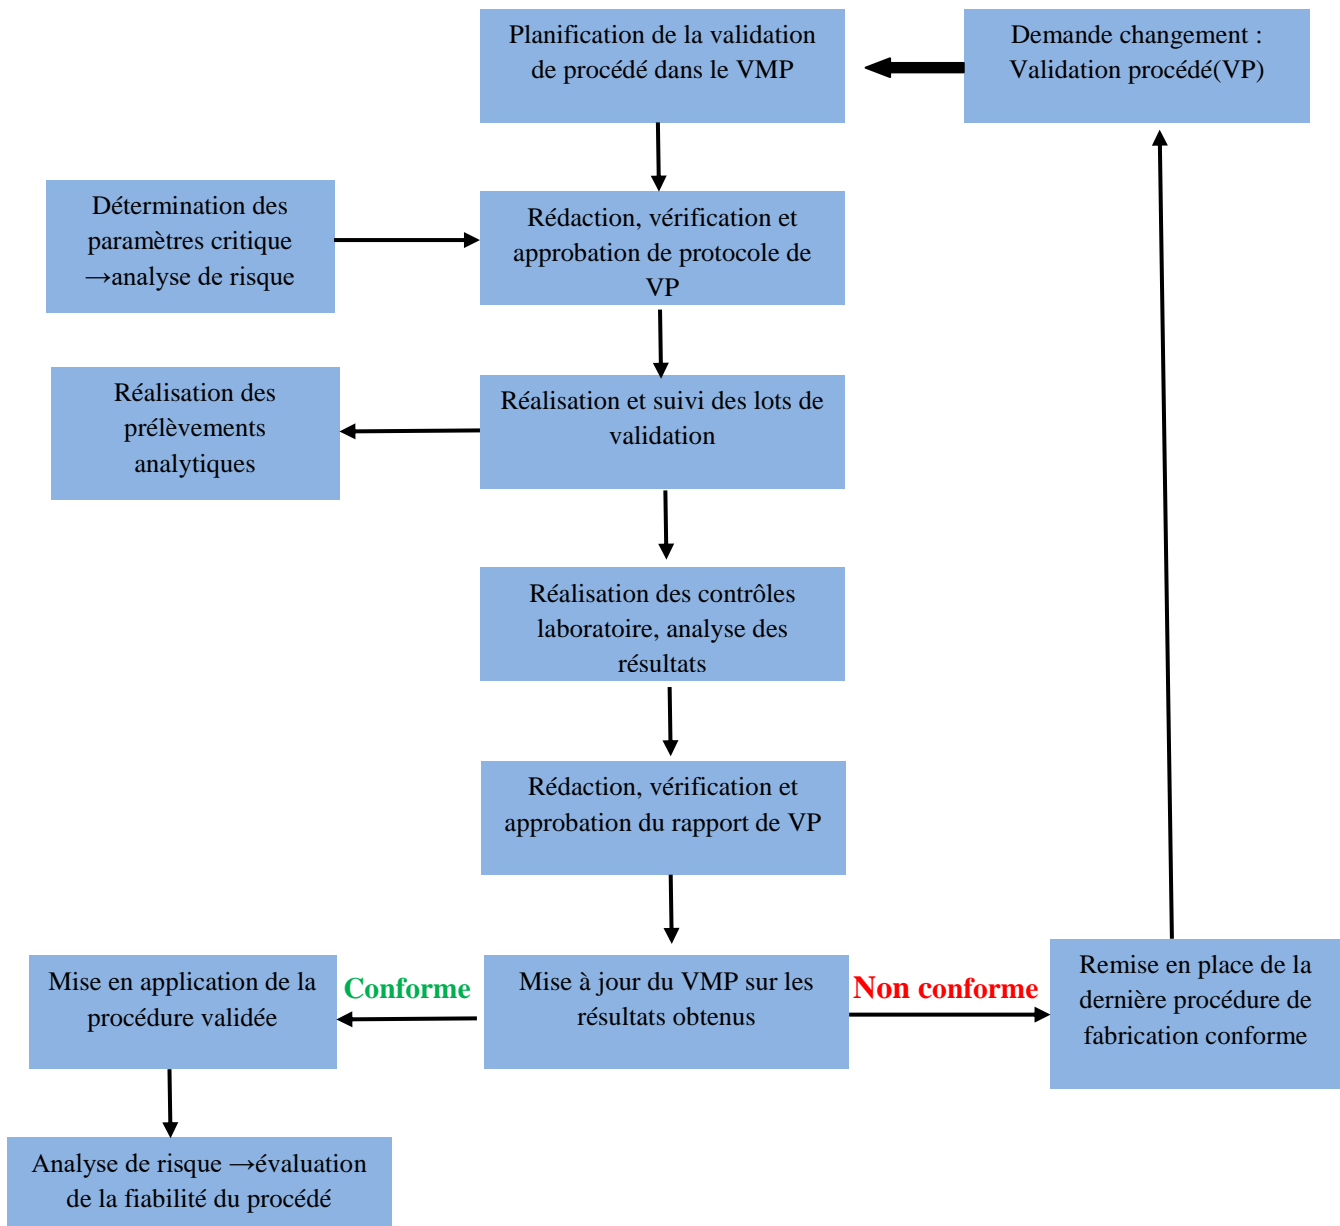 Planification de la validation
de procédé dans le VMP
Demande changement :
Validation procédé(VP)
Détermination des
paramètres critique
→analyse de risque
Rédaction, vérification et
approbation de protocole de
VP
Réalisation des
prélèvements
analytiques
Réalisation et suivi des lots de
validation
Réalisation des contrôles
laboratoire, analyse des
résultats
Rédaction, vérification et
approbation du rapport de VP
Mise en application de la
procédure validée
Conforme
Mise à jour du VMP sur les
résultats obtenus
Non conforme
Remise en place de la
dernière procédure de
fabrication conforme
Analyse de risque →évaluation
de la fiabilité du procédé